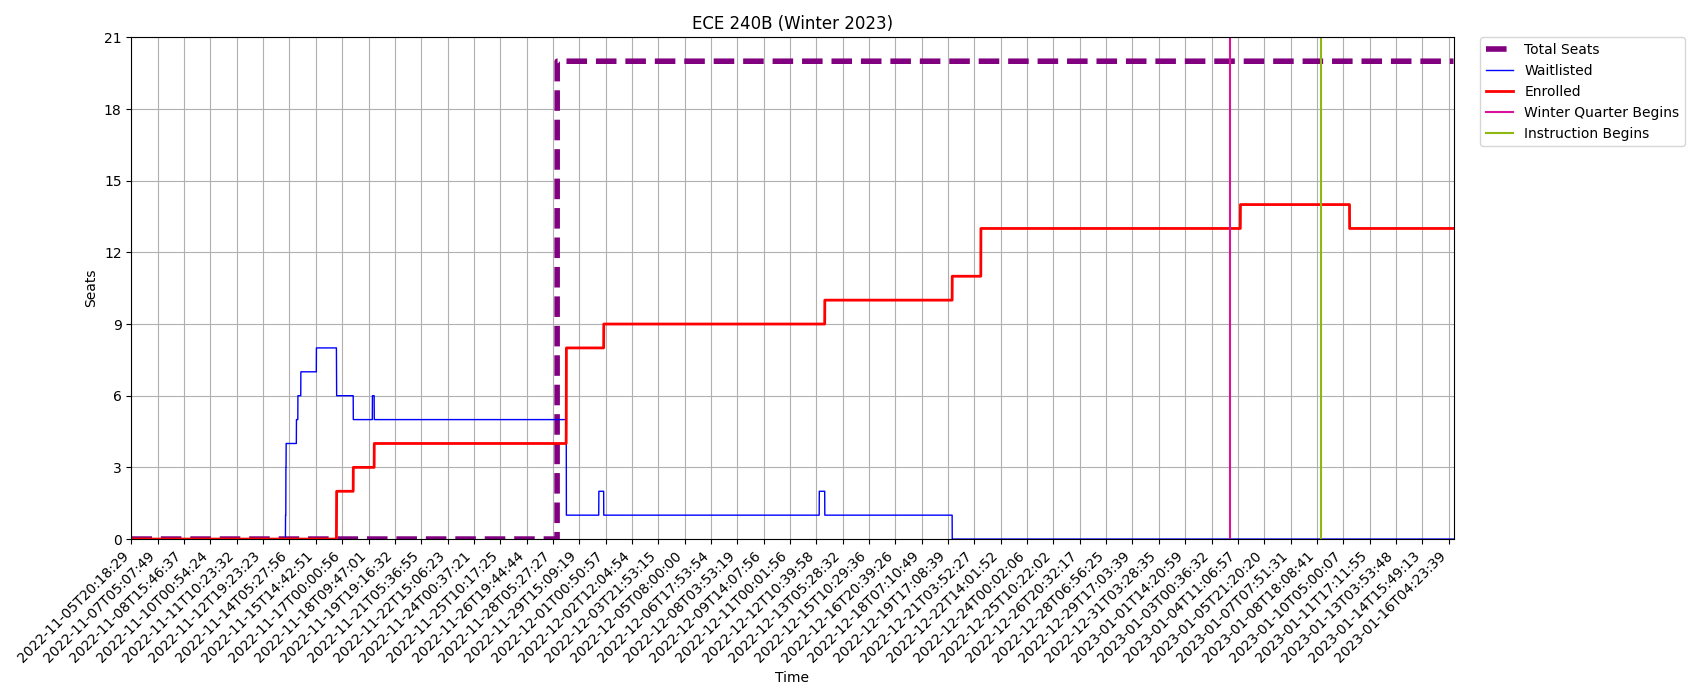 ECE 240B (Winter 2023)
Total Seats
Waitlisted
Enrolled
Winter Quarter Begins
Instruction Begins
21
18
15
12
9
6
3
0
Seats
2022-11-05T20:18:29
2022-11-07T05:07:49
2022-11-08T15:46:37
2022-11-10T00:54:24
2022-11-11T10:23:32
2022-11-12T19:23:23
2022-11-14T05:27:56
2022-11-15T14:42:51
2022-11-17T00:00:56
2022-11-18T09:47:01
2022-11-19T19:16:32
2022-11-21T05:36:55
2022-11-22T15:06:23
2022-11-24T00:37:21
2022-11-25T10:17:25
2022-11-26T19:44:44
2022-11-28T05:27:27
2022-11-29T15:09:19
2022-12-01T00:50:57
2022-12-02T12:04:54
2022-12-03T21:53:15
2022-12-05T08:00:00
2022-12-06T17:53:54
2022-12-08T03:53:19
2022-12-09T14:07:56
2022-12-11T00:01:56
2022-12-12T10:39:58
2022-12-13T05:28:32
2022-12-15T10:29:36
2022-12-16T20:39:26
2022-12-18T07:10:49
2022-12-19T17:08:39
2022-12-21T03:52:27
2022-12-22T14:01:52
2022-12-24T00:02:06
2022-12-25T10:22:02
2022-12-26T20:32:17
2022-12-28T06:56:25
2022-12-29T17:03:39
2022-12-31T03:28:35
2023-01-01T14:20:59
2023-01-03T00:36:32
2023-01-04T11:06:57
2023-01-05T21:20:20
2023-01-07T07:51:31
2023-01-08T18:08:41
2023-01-10T05:00:07
2023-01-11T17:11:55
2023-01-13T03:53:48
2023-01-14T15:49:13
2023-01-16T04:23:39
Time